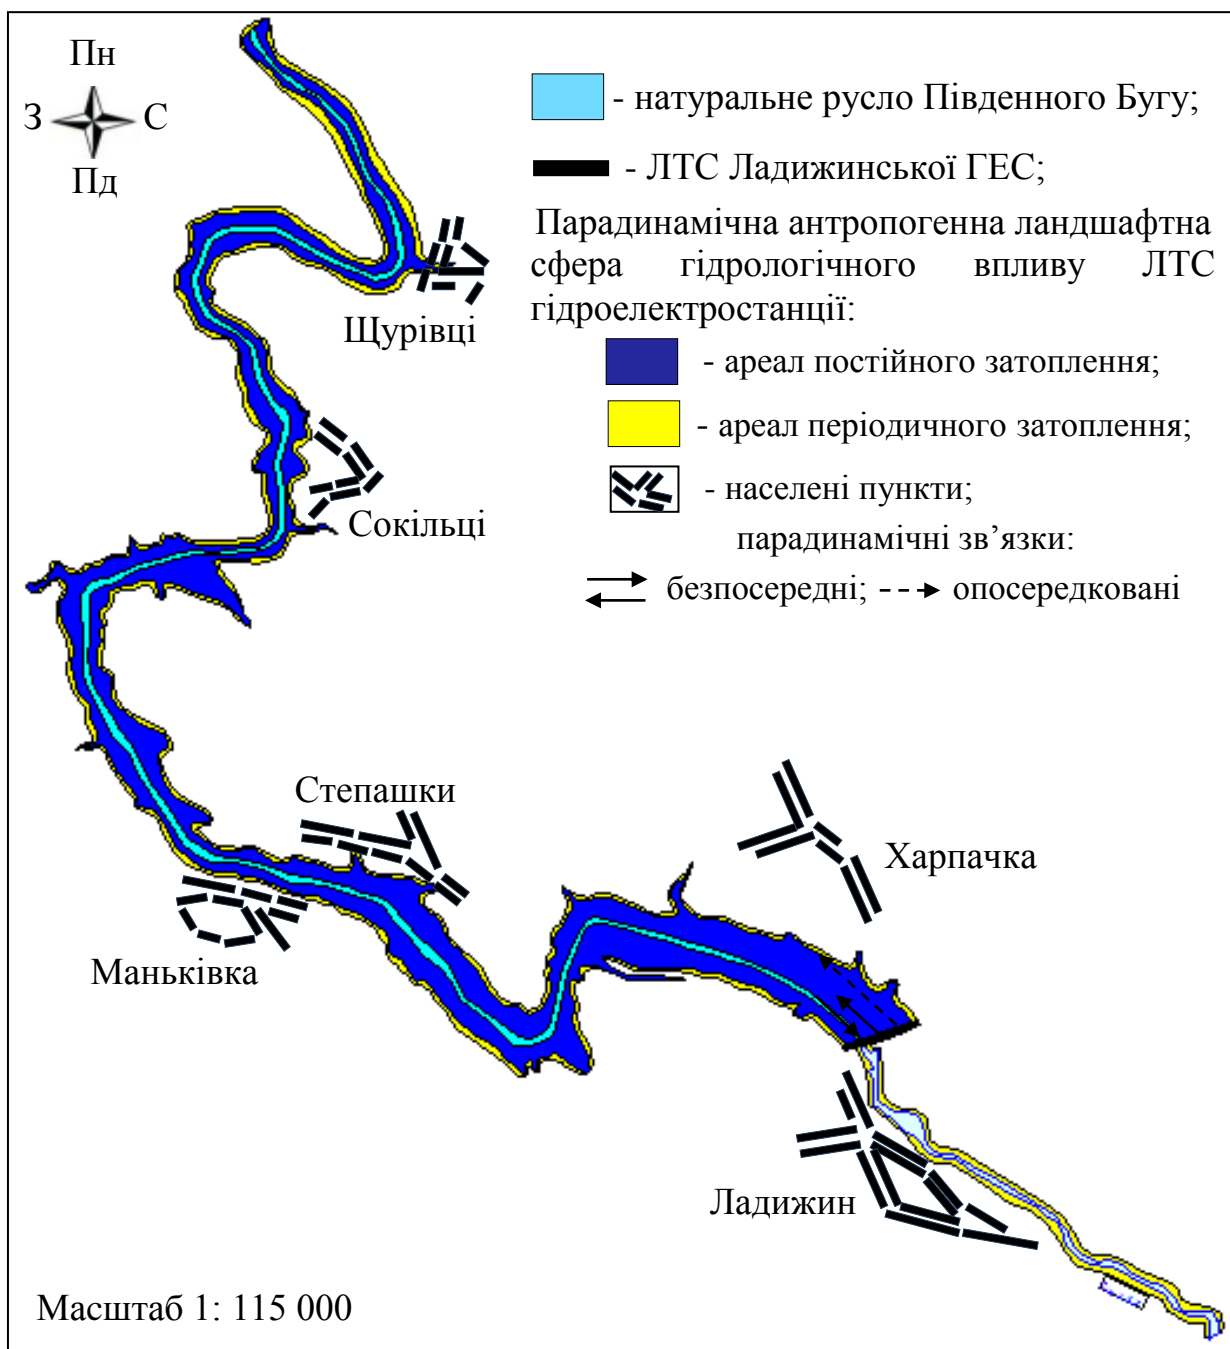 Пн
З С
Пд
- натуральне русло Південного Бугу;
- ЛТС Ладижинської ГЕС;
Парадинамічна антропогенна ландшафтна
сфера гідрологічного впливу ЛТС
гідроелектростанції:
- ареал постійного затоплення;
- ареал періодичного затоплення;
- населені пункти;
парадинамічні зв’язки:
безпосередні; опосередковані
Щурівці
Сокільці
Степашки
Харпачка
Маньківка
Ладижин
Масштаб 1: 115 000